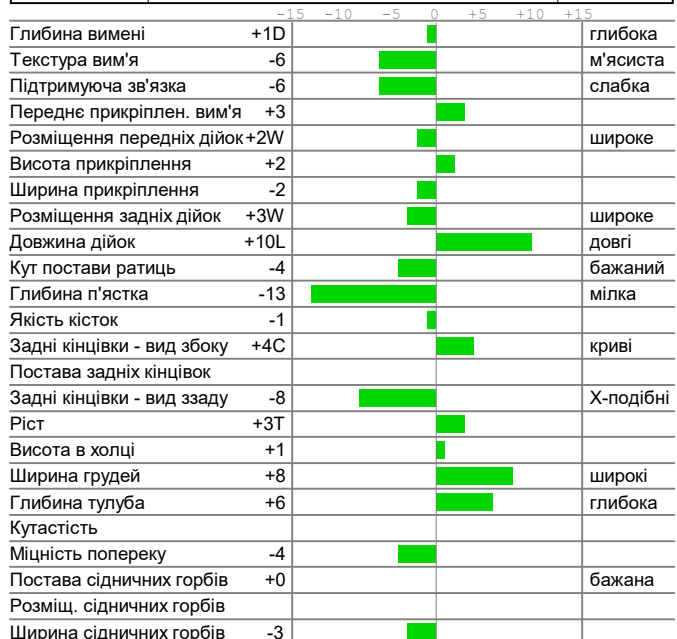 -15 -10 -5 0 +5 +10 +15
Глибина вимені +1D глибока
Текстура вим'я -6 м'ясиста
Підтримуюча зв'язка -6 слабка
Переднє прикріплен. вим'я +3
Розміщення передніх дійок +2W широке
Висота прикріплення +2
Ширина прикріплення -2
Розміщення задніх дійок +3W широке
Довжина дійок +10L довгі
Кут постави ратиць -4 бажаний
Глибина п'ястка -13 мілка
Якість кісток -1
Задні кінцівки - вид збоку +4C криві
Постава задніх кінцівок
Задні кінцівки - вид ззаду -8 X-подібні
Ріст +3T
Висота в холці +1
Ширина грудей +8 широкі
Глибина тулуба +6 глибока
Кутастість
Міцність попереку -4
Постава сідничних горбів +0 бажана
Розміщ. сідничних горбів
Ширина сідничних горбів -3